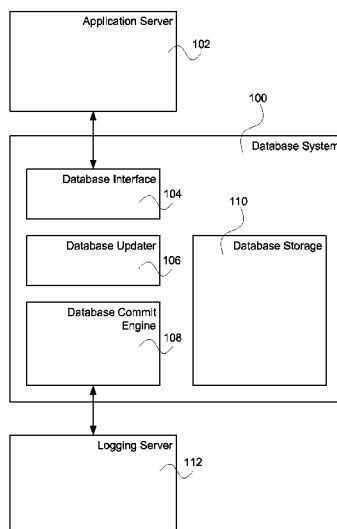 Application Server
102
100
Database System
Database Interface
104
110
Database Updater
106
Database Storage
Database Commit
Engine
108
Logging Server
112